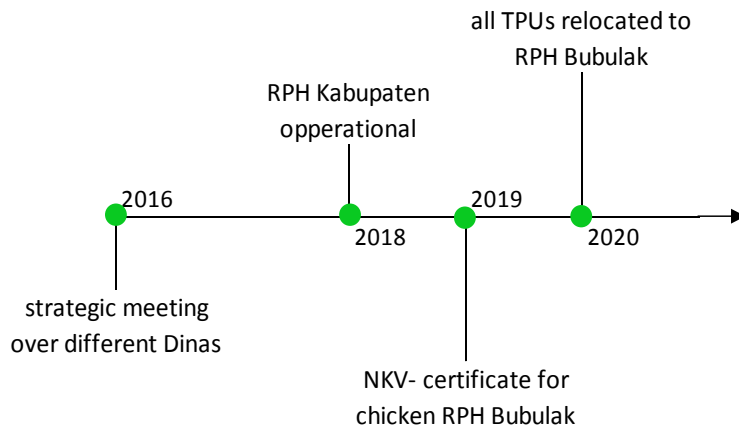 all TPUs relocated to
RPH Bubulak
RPH Kabupaten
opperational
2016
2019
2018
2020
strategic meeting
over different Dinas
NKV- certificate for
chicken RPH Bubulak